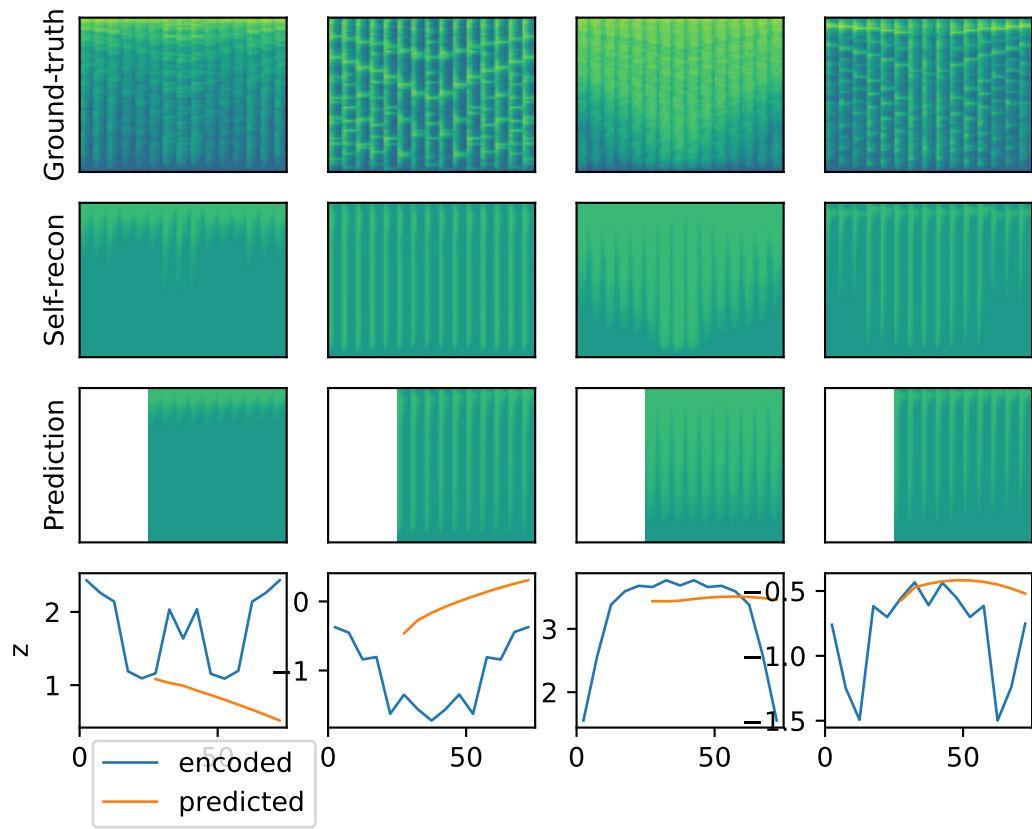 Ground-truth
Self-recon
Prediction
z
2
1
0
−1
3
2
−0.5
−1.0
−1.5
0 50
0 50
0 50
0 50
encoded
predicted